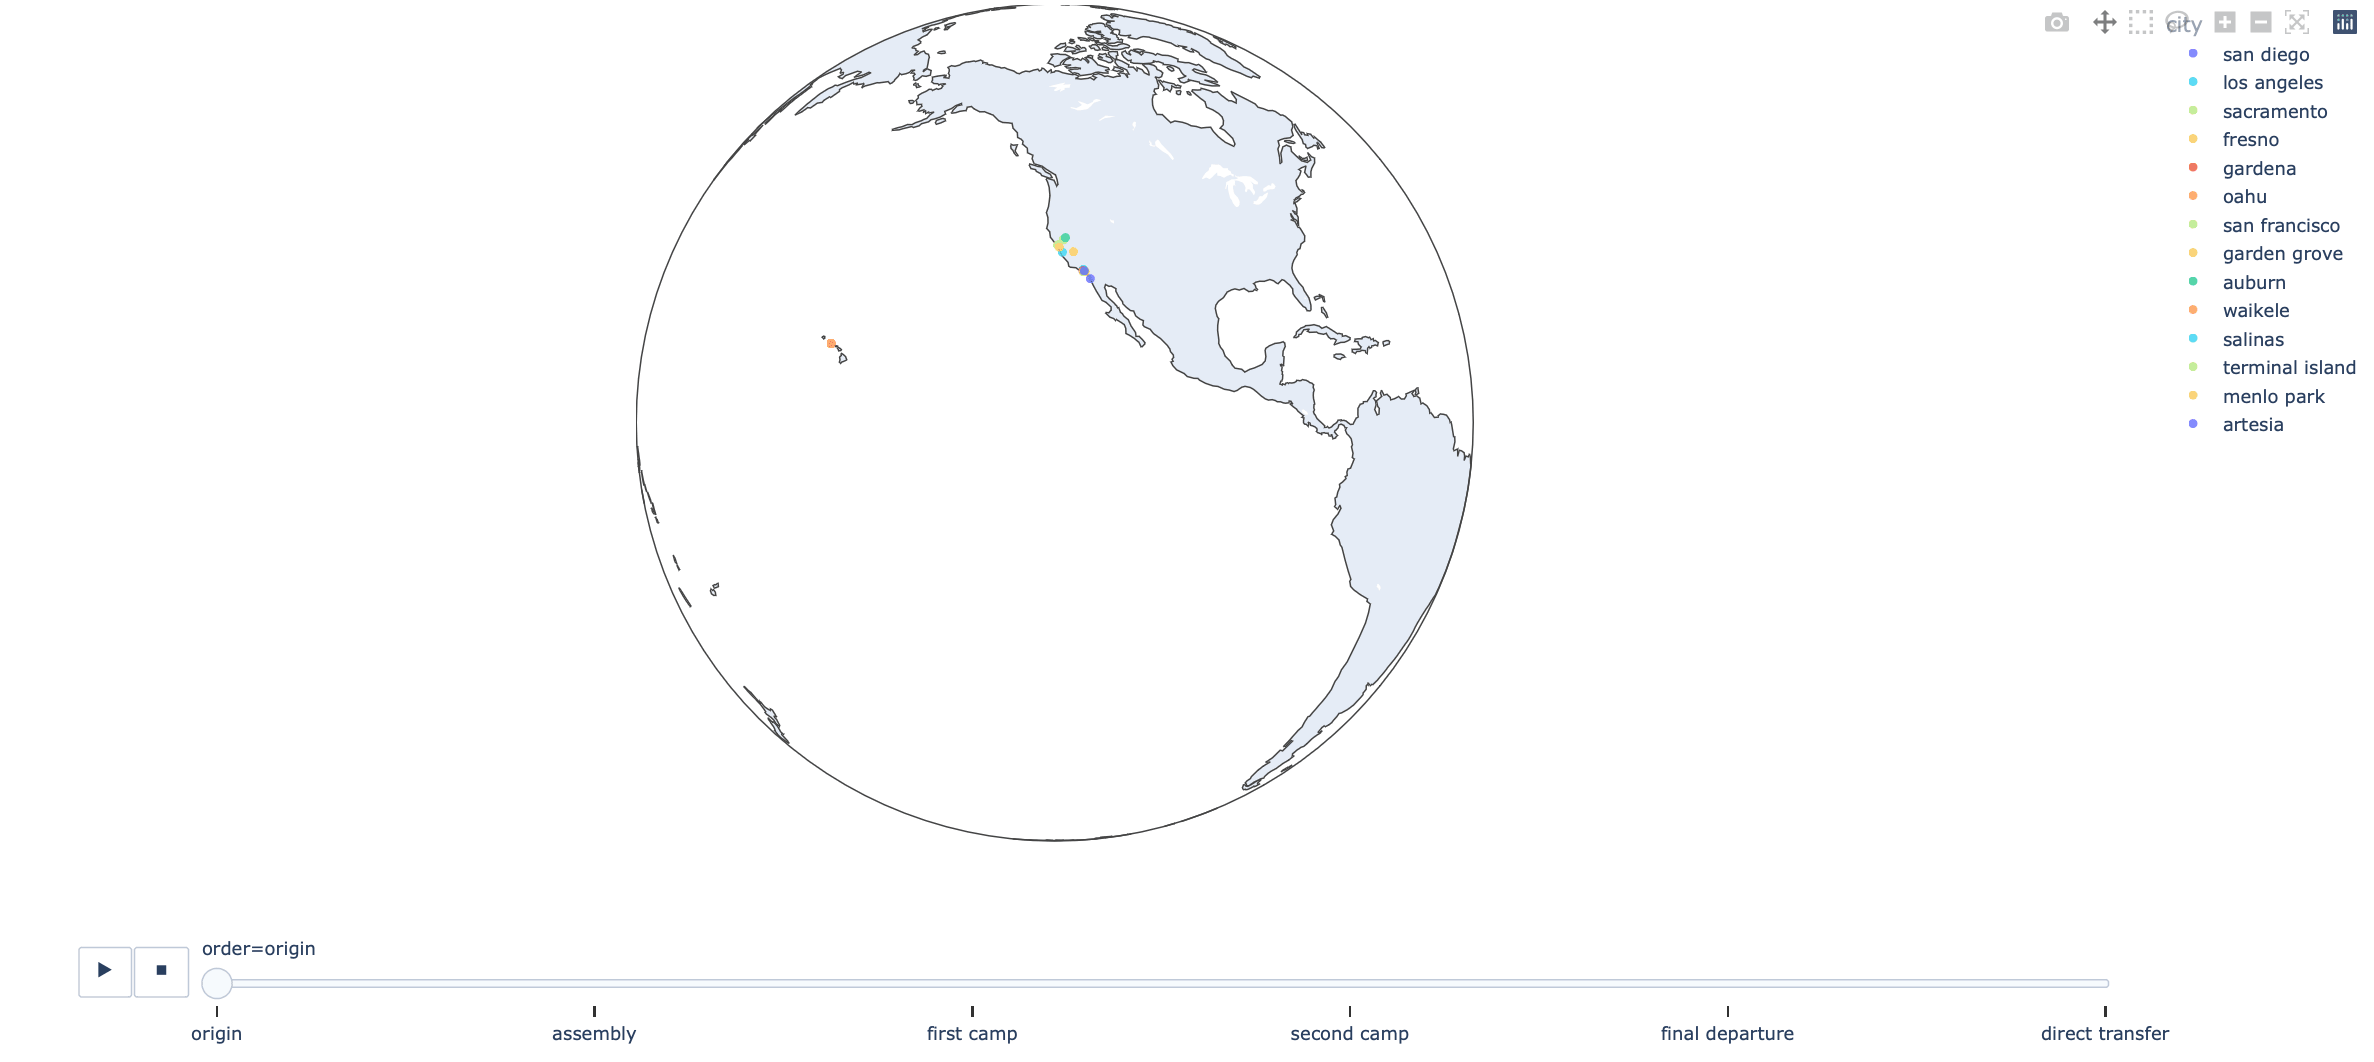 city
san diego
los angeles
sacramento
fresno
gardena
oahu
san francisco
garden grove
auburn
waikele
salinas
terminal island
menlo park
artesia
order=origin
origin
assembly
first camp
second camp
final departure
direct transfer